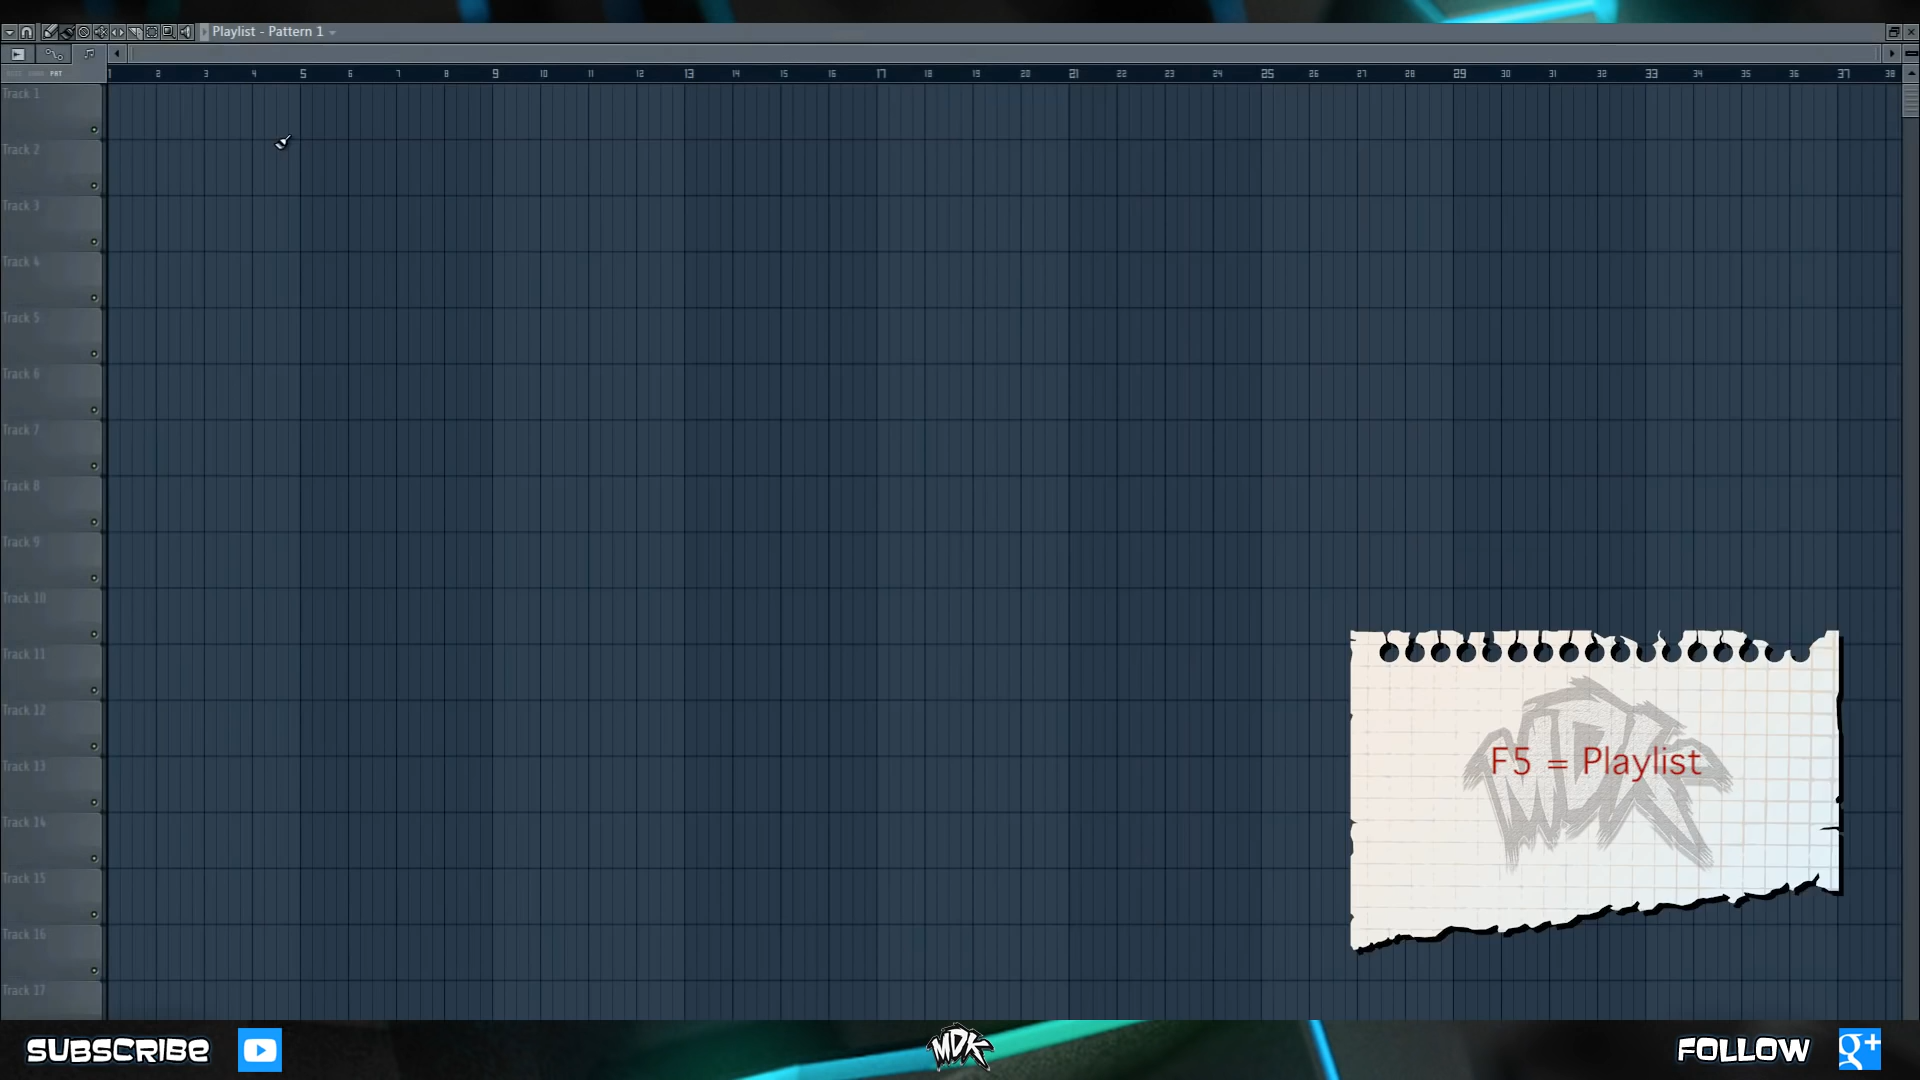 Playlist - Pattern 1
PAT
1 2 3 4 5 6 7 8 9 10 11 12 13 14 15 16 17 18 19 20 21 22 23 24 25 26 27 28 29 30 31 32 33 34 35 36 37 38
Track 1
Track 2
Track 3
Track 4
Track 5
Track 6
Track 7
Track 8
Track 9
Track 10
Track 11
Track 12
Track 13
Track 14
Track 15
Track 16
Track 17
MDK
F5 = Playlist
SUBSCRIBE
MDK
FOLLOW
g+